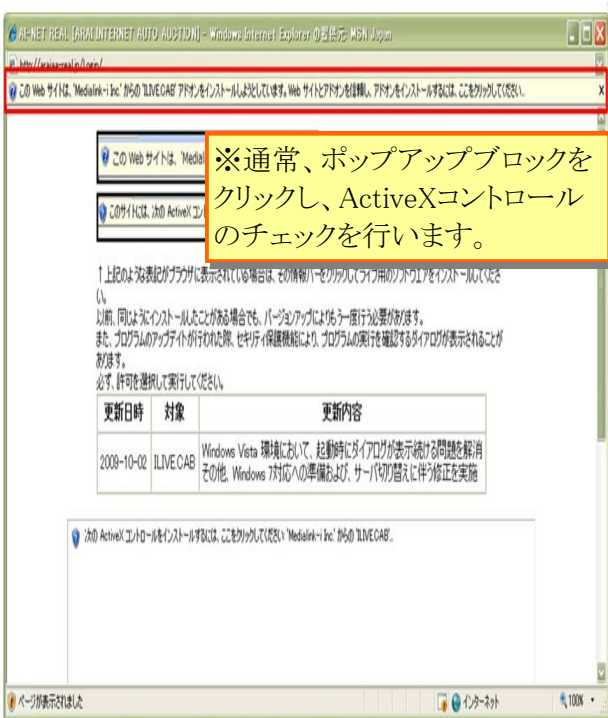 AI-NET REAL [ARAI INTERNET AUTO AUCTION] - Windows Internet Explorer の提供元: MSN Japan
この Web サイトは、'Medialink-i Inc.' からの 'ILIVE.CAB' アドオンをインストールしようとしています。Web サイトとアドオンを信頼し、アドオンをインストールするには、ここをクリックしてください...
この Web サイトは、'Medial
このサイトには、次の ActiveX コン
※通常、ポップアップブロックを
クリックし、ActiveXコントロール
のチェックを行います。
↑上記のような表記がブラウザに表示されている場合は、その情報バーをクリックしてライブ用のソフトウェアをインストールしてくださ
い。
以前、同じようにインストールしたことがある場合でも、バージョンアップによりもう一度行う必要があります。
また、プログラムのアップデイトが行われた際、セキリティ保護機能により、プログラムの実行を確認するダイアログが表示されることが
あります。
必ず、許可を選択して実行してください。
更新日時 対象 更新内容
2009-10-02 ILIVE.CAB Windows Vista 環境において、起動時にダイアログが表示続ける問題を解消
その他、Windows 7対応への準備および、サーバ切り替えに伴う修正を実施
次の ActiveX コントロールをインストールするには、ここをクリックしてください: 'Medialink-i Inc.' からの 'ILIVE.CAB'...
ページが表示されました インターネット 100%